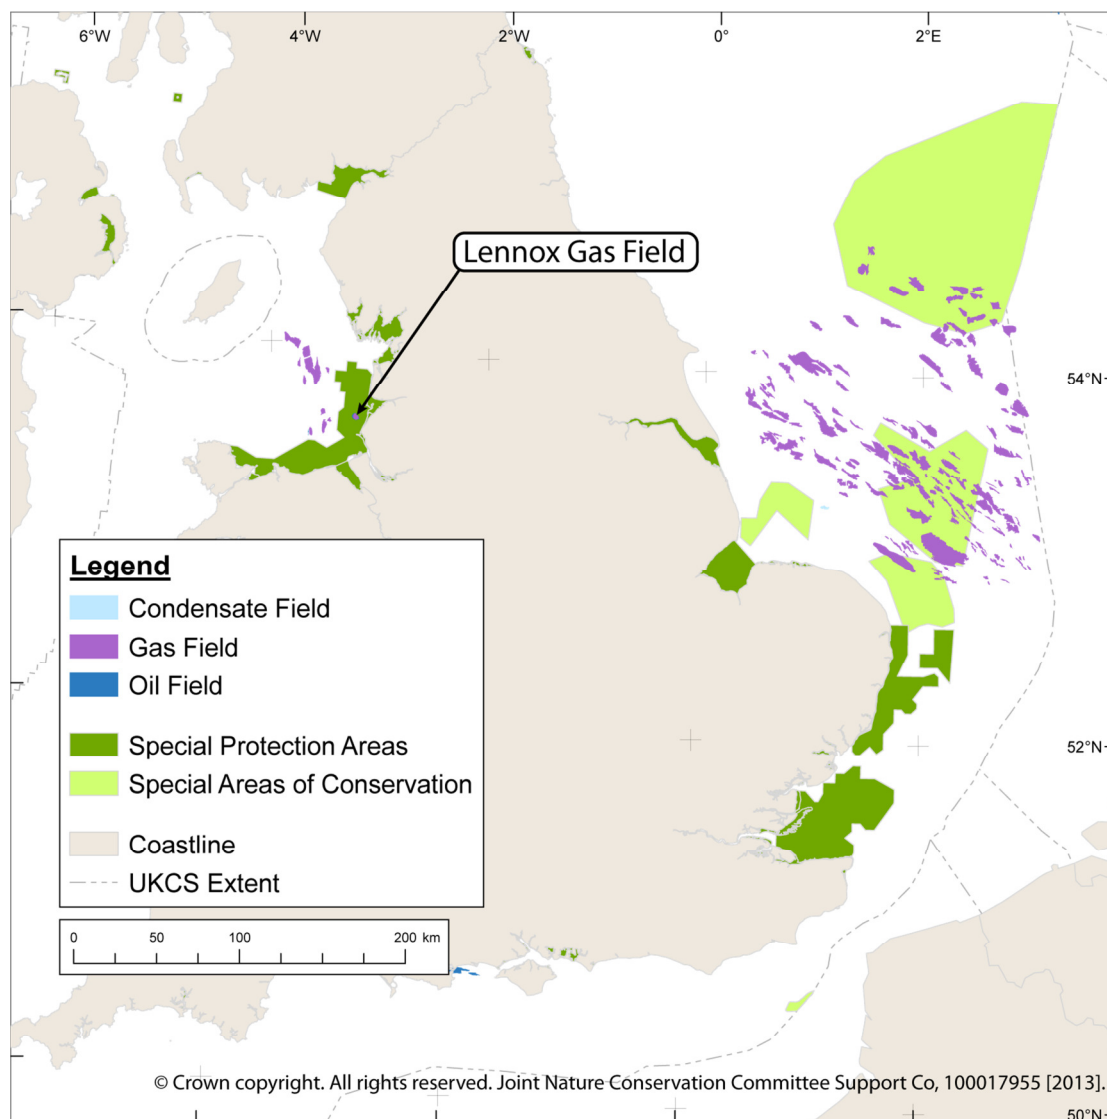 6°W 4°W 2°W 0° 2°E
Lennox Gas Field
54°N
Legend
Condensate Field
Gas Field
Oil Field
Special Protection Areas
52°N
Special Areas of Conservation
Coastline
UKCS Extent
0 50 100 200 km
© Crown copyright. All rights reserved. Joint Nature Conservation Committee Support Co, 100017955 [2013].
50°N